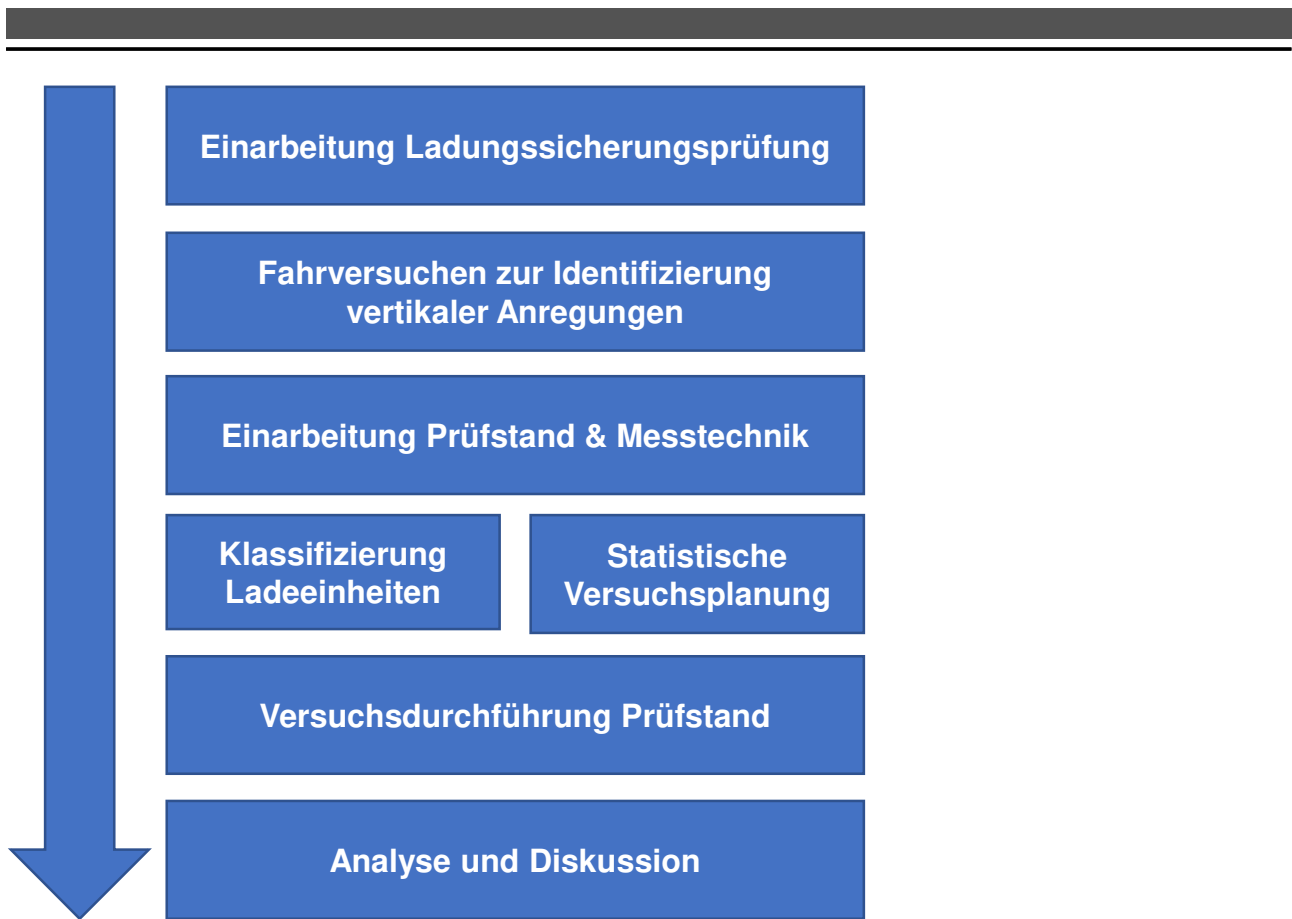 Einarbeitung Ladungssicherungsprüfung
Fahrversuchen zur Identifizierung
vertikaler Anregungen
Einarbeitung Prüfstand & Messtechnik
Klassifizierung
Ladeeinheiten
Statistische
Versuchsplanung
Versuchsdurchführung Prüfstand
Analyse und Diskussion